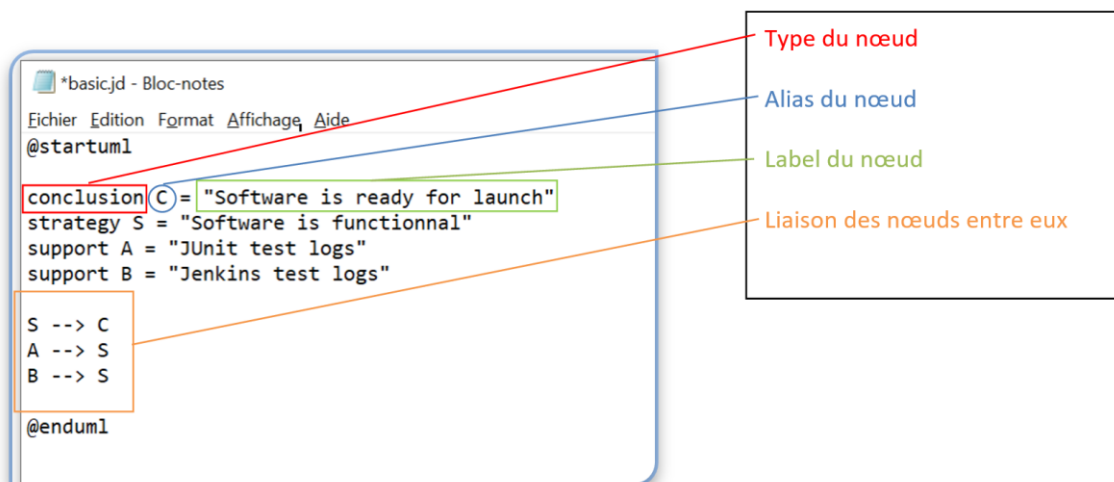 *basic.jd - Bloc-notes
Fichier Edition Format Affichage Aide
@startuml
conclusion C = "Software is ready for launch"
strategy S = "Software is functionnal"
support A = "JUnit test logs"
support B = "Jenkins test logs"
S --> C
A --> S
B --> S
@enduml
Type du nœud
Alias du nœud
Label du nœud
Liaison des nœuds entre eux